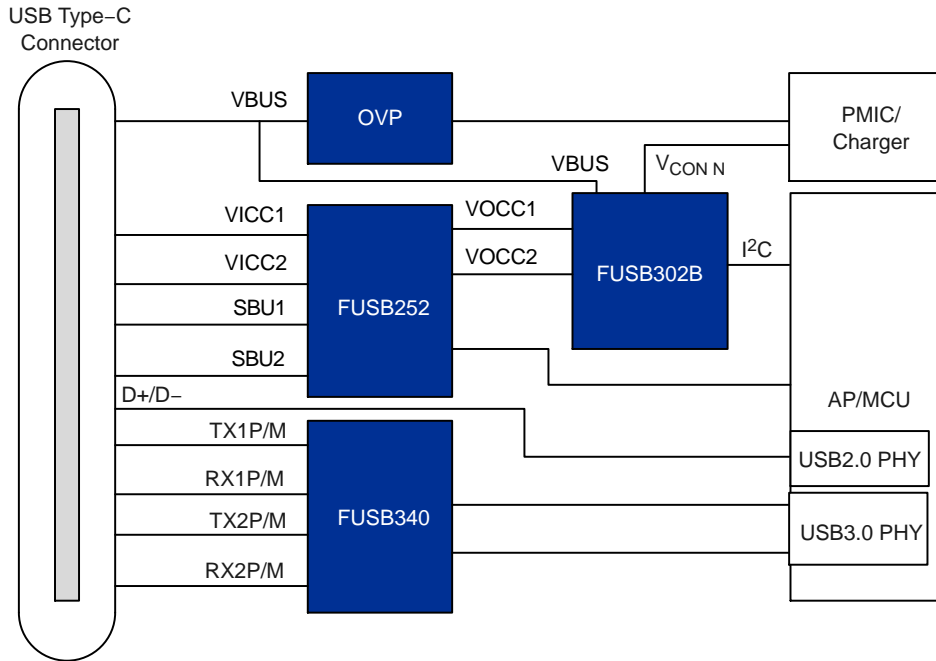 USB Type−C
Connector
VBUS
OVP
PMIC/
Charger
VBUS
VCON N
VICC1
VOCC1
VICC2
VOCC2
FUSB302B
I2C
SBU1
FUSB252
SBU2
D+/D−
AP/MCU
TX1P/M
USB2.0 PHY
RX1P/M
TX2P/M
FUSB340
USB3.0 PHY
RX2P/M